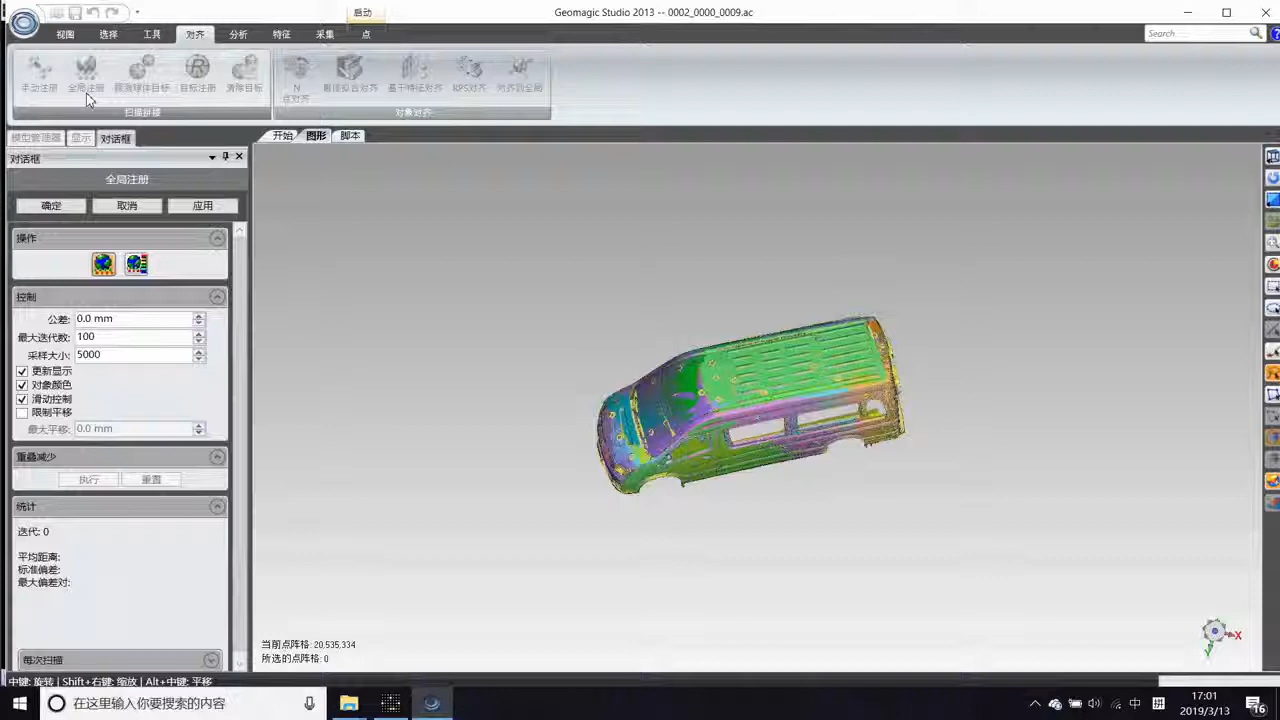 启动
Geomagic Studio 2013 -- 0002_0000_0009.ac
视图 选择 工具 对齐 分析 特征 采集 点
Search
手动注册 全局注册 目标注册 清除目标
N
点对齐 最佳拟合对齐 基于特征对齐 RPS对齐 对齐到全局
扫描拼接 对象对齐
模型管理器 显示 对话框
开始 图形 脚本
对话框
全局注册
确定 取消 应用
操作
控制
公差: 0.0 mm
最大迭代数: 100
采样大小: 5000
更新显示
对象颜色
滑动控制
限制平移
最大平移: 0.0 mm
重叠减少
执行 重置
统计
迭代: 0
平均距离:
标准偏差:
最大偏差对:
每次扫描
当前点阵格: 20,535,334
所选的点阵格: 0
X
Y
中键: 旋转 | Shift+右键: 缩放 | Alt+中键: 平移
在这里输入你要搜索的内容
中
拼
17:01
2019/3/13
16